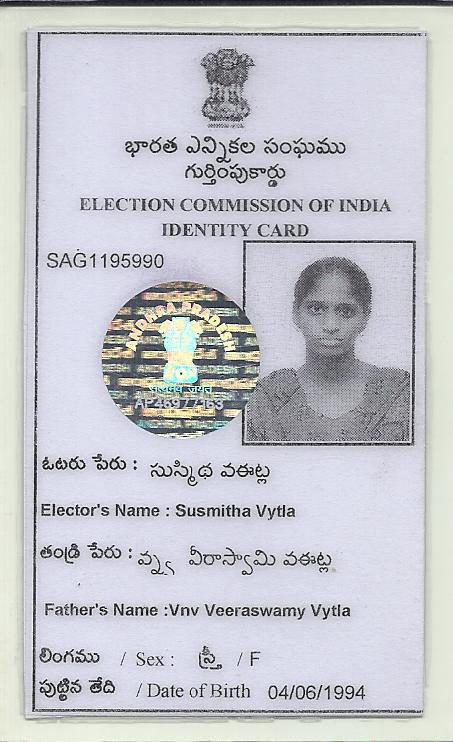 భారత ఎన్నికల సంఘము
గుర్తింపుకార్డు
ELECTION COMMISSION OF INDIA
IDENTITY CARD
SAG1195990
ANDHRA PRADESH
सत्यमेव जयते
AP46977163
ఓటరు పేరు : సుస్మిథ వఈట్ల
Elector's Name : Susmitha Vytla
తండ్రి పేరు : వ్న్వ వీరాస్వామి వఈట్ల
Father's Name :Vnv Veeraswamy Vytla
లింగము / Sex : స్త్రీ / F
పుట్టిన తేది / Date of Birth 04/06/1994